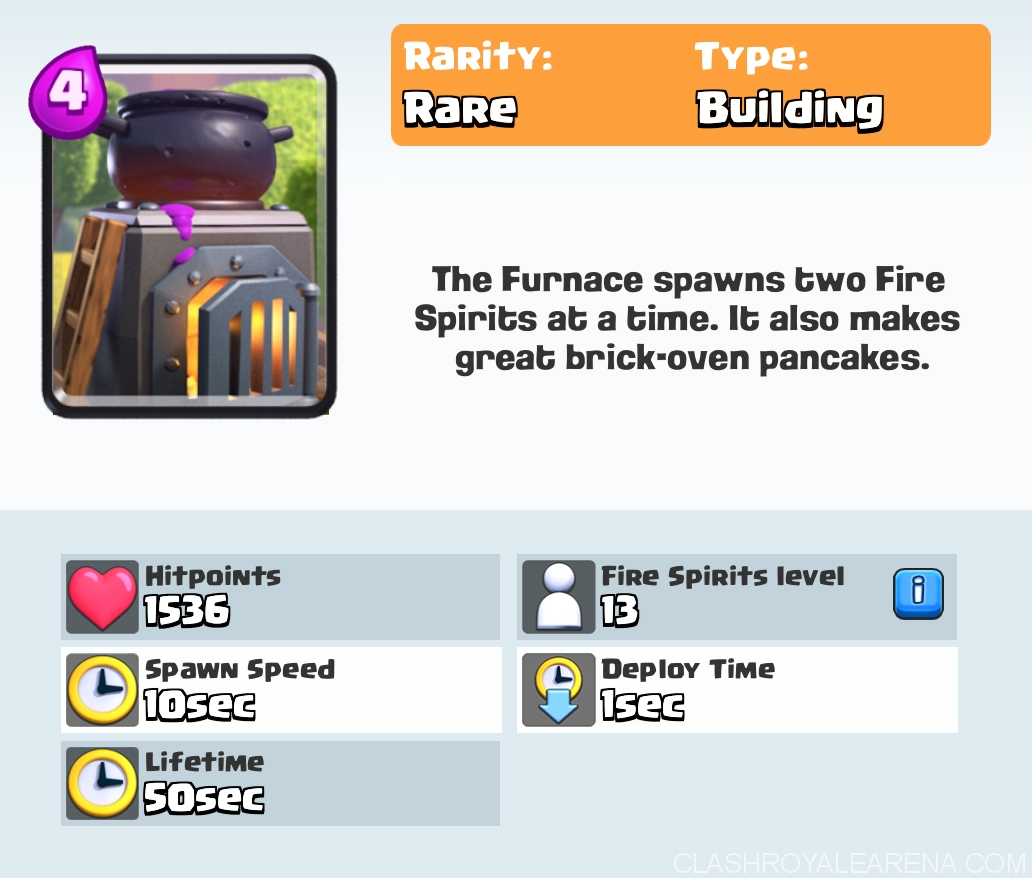 4
Rarity:
Type:
Rare
Building
The Furnace spawns two Fire
Spirits at a time. It also makes
great brick-oven pancakes.
Hitpoints
1536
Fire Spirits level
13
i
Spawn Speed
10sec
Deploy Time
1sec
Lifetime
50sec
CLASHROYALEARENA.COM